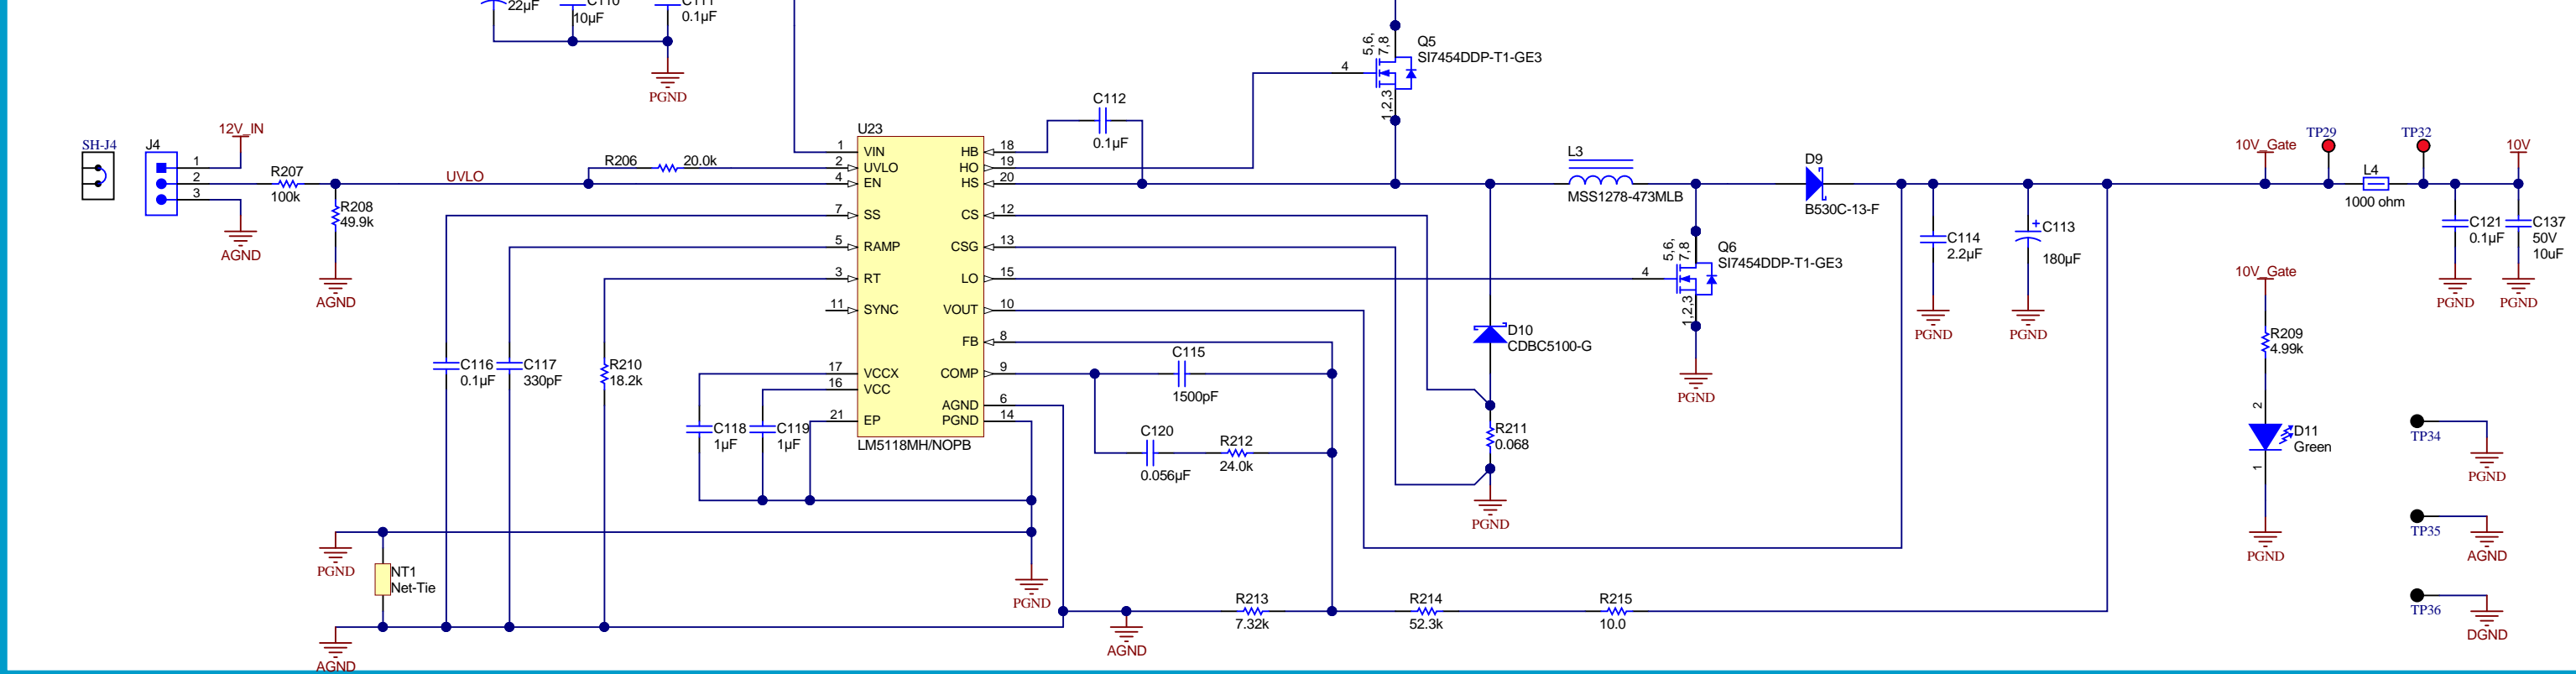 22µF
10µF
0.1µF
PGND
SH-J4
J4
12V_IN
1
2
3
AGND
R207
100k
R208
49.9k
AGND
UVLO
R206
20.0k
U23
1
VIN
2
UVLO
4
EN
7
SS
5
RAMP
3
RT
11
SYNC
17
VCCX
16
VCC
21
EP
HB
18
HO
19
HS
20
CS
12
CSG
13
LO
15
VOUT
10
FB
8
COMP
9
AGND
6
PGND
14
LM5118MH/NOPB
C112
0.1µF
4
5,6,
7,8
1,2,3
Q5
SI7454DDP-T1-GE3
L3
MSS1278-473MLB
D9
B530C-13-F
4
5,6,
7,8
1,2,3
Q6
SI7454DDP-T1-GE3
PGND
D10
CDBC5100-G
R211
0.068
PGND
C114
2.2µF
PGND
+
C113
180µF
PGND
10V_Gate
TP29
L4
1000 ohm
TP32
10V
C121
0.1µF
PGND
C137
50V
10uF
PGND
10V_Gate
R209
4.99k
2
D11
Green
1
PGND
TP34
PGND
TP35
AGND
TP36
DGND
C116
0.1µF
C117
330pF
R210
18.2k
C118
1µF
C119
1µF
C115
1500pF
C120
0.056µF
R212
24.0k
PGND
NT1
Net-Tie
AGND
PGND
AGND
R213
7.32k
R214
52.3k
R215
10.0